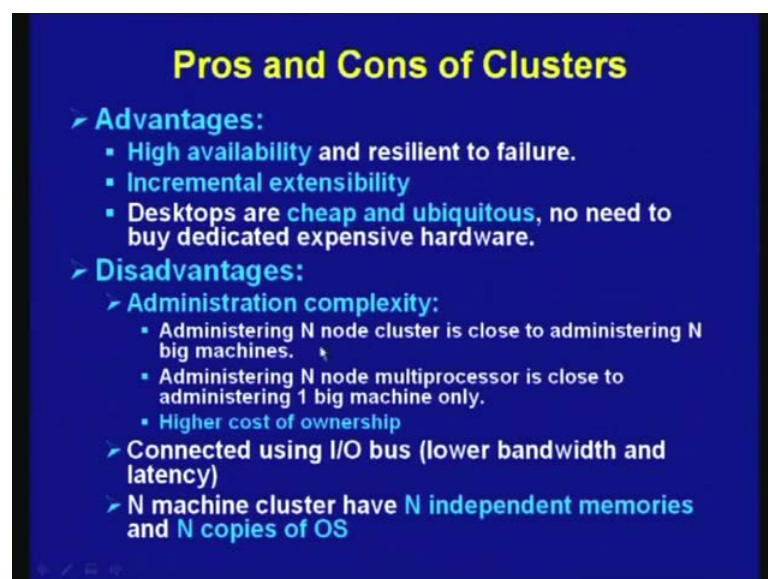 Pros and Cons of Clusters
➢ Advantages:
▪ High availability and resilient to failure.
▪ Incremental extensibility
▪ Desktops are cheap and ubiquitous, no need to
buy dedicated expensive hardware.
➢ Disadvantages:
➢ Administration complexity:
▪ Administering N node cluster is close to administering N
big machines.
▪ Administering N node multiprocessor is close to
administering 1 big machine only.
▪ Higher cost of ownership
➢ Connected using I/O bus (lower bandwidth and
latency)
➢ N machine cluster have N independent memories
and N copies of OS